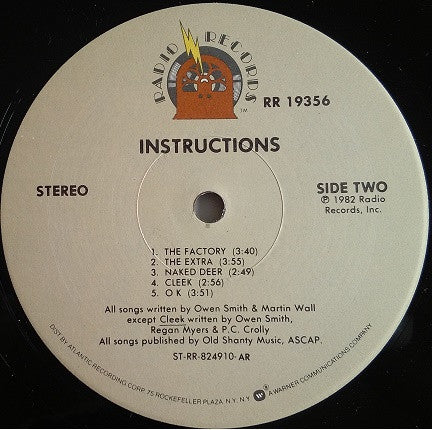 RADIO RECORDS
TM
RR 19356
INSTRUCTIONS
STEREO
SIDE TWO
℗ 1982 Radio
Records, Inc.
1. THE FACTORY (3:40)
2. THE EXTRA (3:55)
3. NAKED DEER (2:49)
4. CLEEK (2:56)
5. O K (3:51)
All songs written by Owen Smith & Martin Wall
except Cleek written by Owen Smith,
Regan Myers & P.C. Crolly
All songs published by Old Shanty Music, ASCAP.
ST-RR-824910-AR
DIST. BY ATLANTIC RECORDING CORP. 75 ROCKEFELLER PLAZA, N.Y. N.Y. W A WARNER COMMUNICATIONS COMPANY